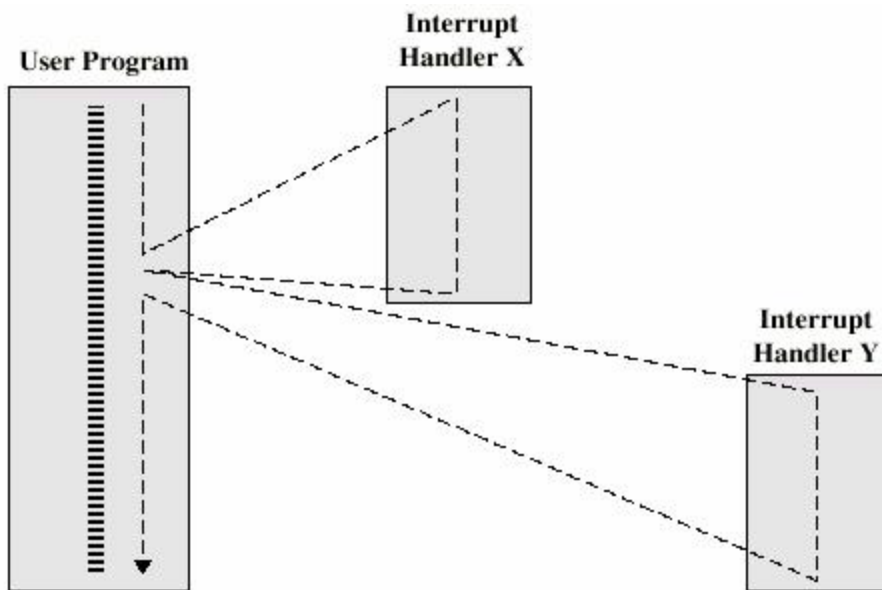 User Program
Interrupt
Handler X
Interrupt
Handler Y